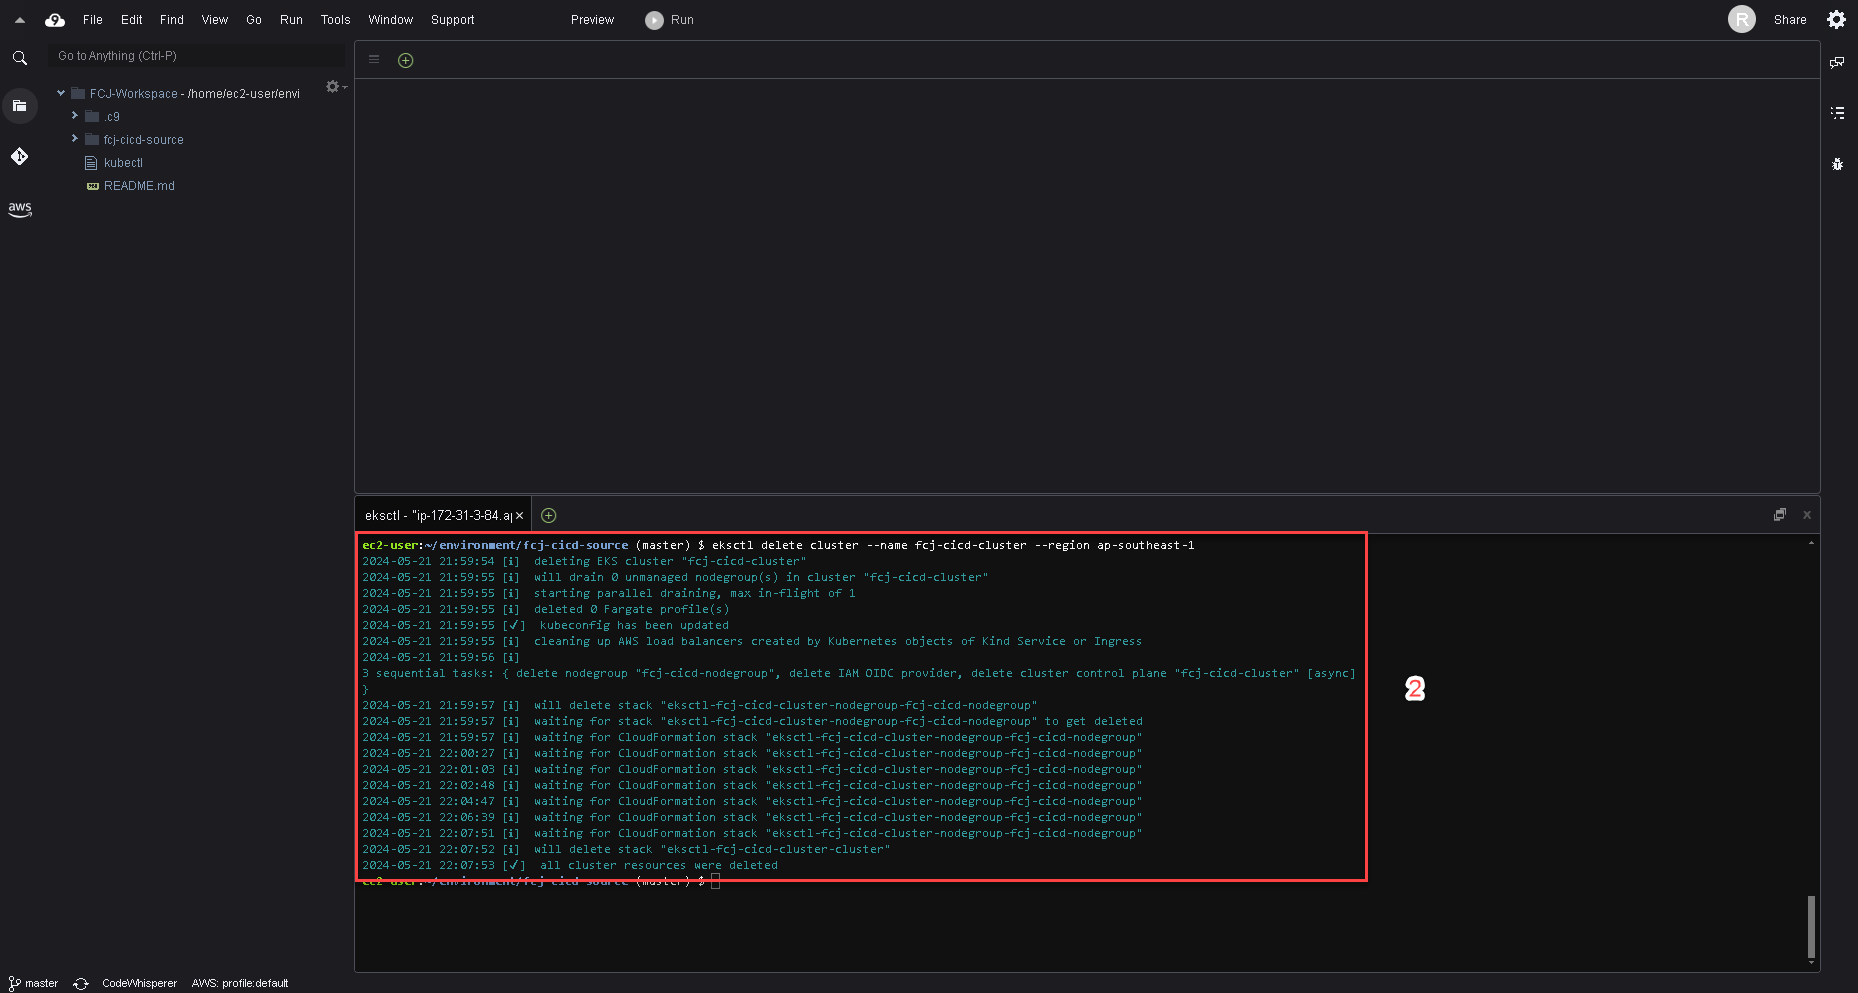 File Edit Find View Go Run Tools Window Support Preview Run R Share
Go to Anything (Ctrl-P)
FCJ-Workspace - /home/ec2-user/envi
.c9
fcj-cicd-source
kubectl
README.md
aws
eksctl - "ip-172-31-3-84.a
ec2-user:~/environment/fcj-cicd-source (master) $ eksctl delete cluster --name fcj-cicd-cluster --region ap-southeast-1
2024-05-21 21:59:54 [i]  deleting EKS cluster "fcj-cicd-cluster"
2024-05-21 21:59:55 [i]  will drain 0 unmanaged nodegroup(s) in cluster "fcj-cicd-cluster"
2024-05-21 21:59:55 [i]  starting parallel draining, max in-flight of 1
2024-05-21 21:59:55 [i]  deleted 0 Fargate profile(s)
2024-05-21 21:59:55 [✓]  kubeconfig has been updated
2024-05-21 21:59:55 [i]  cleaning up AWS load balancers created by Kubernetes objects of Kind Service or Ingress
2024-05-21 21:59:56 [i]
3 sequential tasks: { delete nodegroup "fcj-cicd-nodegroup", delete IAM OIDC provider, delete cluster control plane "fcj-cicd-cluster" [async]
}
2024-05-21 21:59:57 [i]  will delete stack "eksctl-fcj-cicd-cluster-nodegroup-fcj-cicd-nodegroup"
2024-05-21 21:59:57 [i]  waiting for stack "eksctl-fcj-cicd-cluster-nodegroup-fcj-cicd-nodegroup" to get deleted
2024-05-21 21:59:57 [i]  waiting for CloudFormation stack "eksctl-fcj-cicd-cluster-nodegroup-fcj-cicd-nodegroup"
2024-05-21 22:00:27 [i]  waiting for CloudFormation stack "eksctl-fcj-cicd-cluster-nodegroup-fcj-cicd-nodegroup"
2024-05-21 22:01:03 [i]  waiting for CloudFormation stack "eksctl-fcj-cicd-cluster-nodegroup-fcj-cicd-nodegroup"
2024-05-21 22:02:48 [i]  waiting for CloudFormation stack "eksctl-fcj-cicd-cluster-nodegroup-fcj-cicd-nodegroup"
2024-05-21 22:04:47 [i]  waiting for CloudFormation stack "eksctl-fcj-cicd-cluster-nodegroup-fcj-cicd-nodegroup"
2024-05-21 22:06:39 [i]  waiting for CloudFormation stack "eksctl-fcj-cicd-cluster-nodegroup-fcj-cicd-nodegroup"
2024-05-21 22:07:51 [i]  waiting for CloudFormation stack "eksctl-fcj-cicd-cluster-nodegroup-fcj-cicd-nodegroup"
2024-05-21 22:07:52 [i]  will delete stack "eksctl-fcj-cicd-cluster-cluster"
2024-05-21 22:07:53 [✓]  all cluster resources were deleted
ec2-user:~/environment/fcj-cicd-source (master) $
2
master CodeWhisperer AWS: profile:default